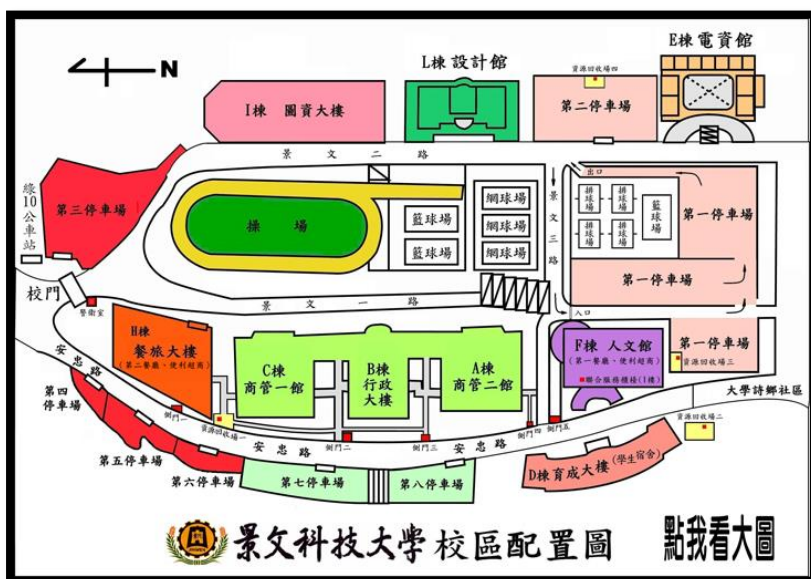 E棟 電資館
L棟 設計館
資源回收場四
N
I棟 圖資大樓
第二停車場
景文二路
出口
綠10公車站
第三停車場
操場
籃球場
籃球場
網球場
網球場
網球場
景文三路
排球場
排球場
排球場
排球場
籃球場
第一停車場
第一停車場
校門
警衛室
景文一路
入口
H棟
餐旅大樓
(第二餐廳、便利超商)
C棟
商管一館
B棟
行政
大樓
A棟
商管二館
F棟 人文館
(第一餐廳、便利超商)
聯合服務櫃檯(1樓)
第一停車場
資源回收場三
安忠路
第四
停車場
側門一
資源回收場一
安忠路
側門二
側門三
安忠路
側門四
側門五
大學詩鄉社區
資源回收場二
第五停車場
第六停車場
第七停車場
第八停車場
D棟育成大樓(學生宿舍)
景文科技大學校區配置圖
點我看大圖